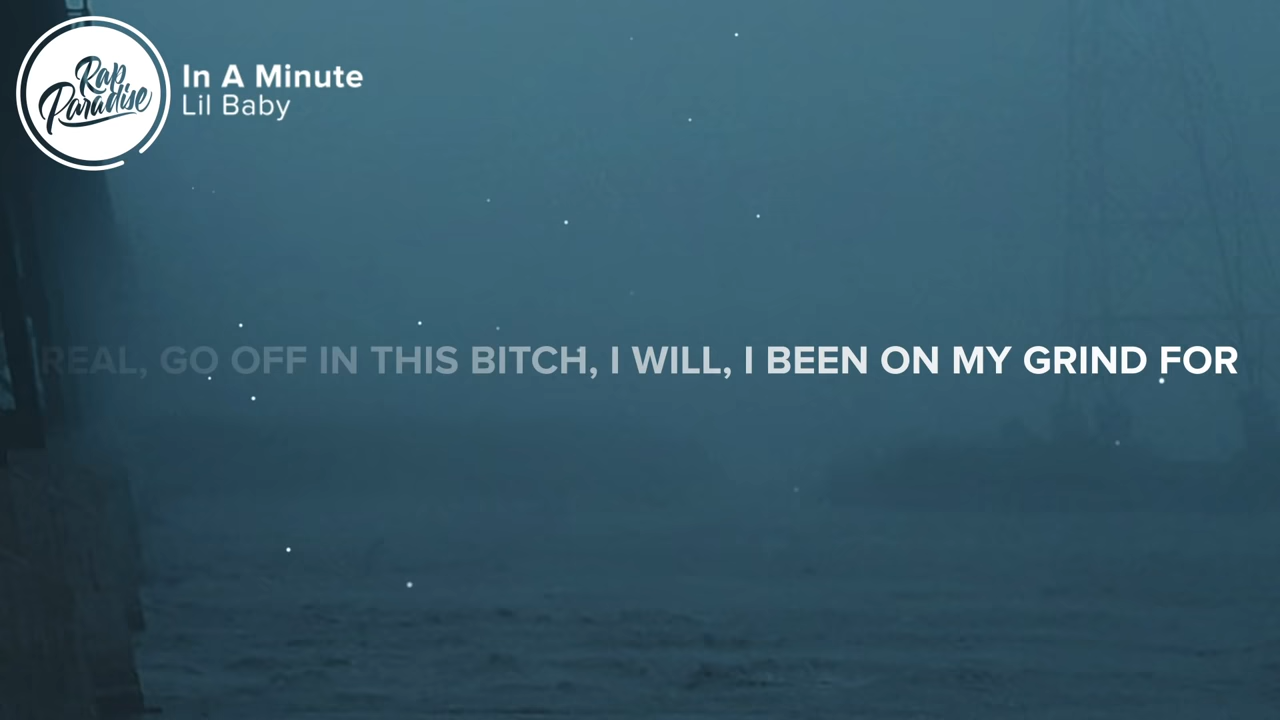 Rap
Paradise
In A Minute
Lil Baby
REAL, GO OFF IN THIS BITCH, I WILL, I BEEN ON MY GRIND FOR